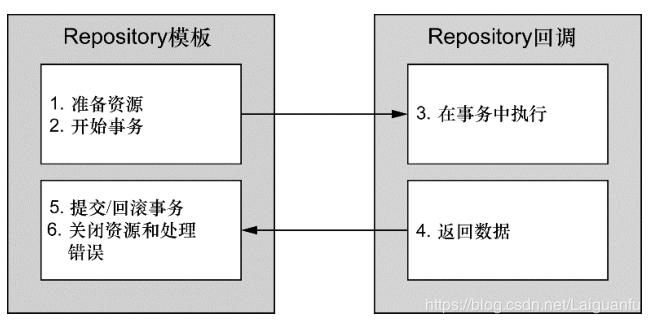 Repository模板
1. 准备资源
2. 开始事务
5. 提交/回滚事务
6. 关闭资源和处理
错误
Repository回调
3. 在事务中执行
4. 返回数据
https://blog.csdn.net/Laiguanfu